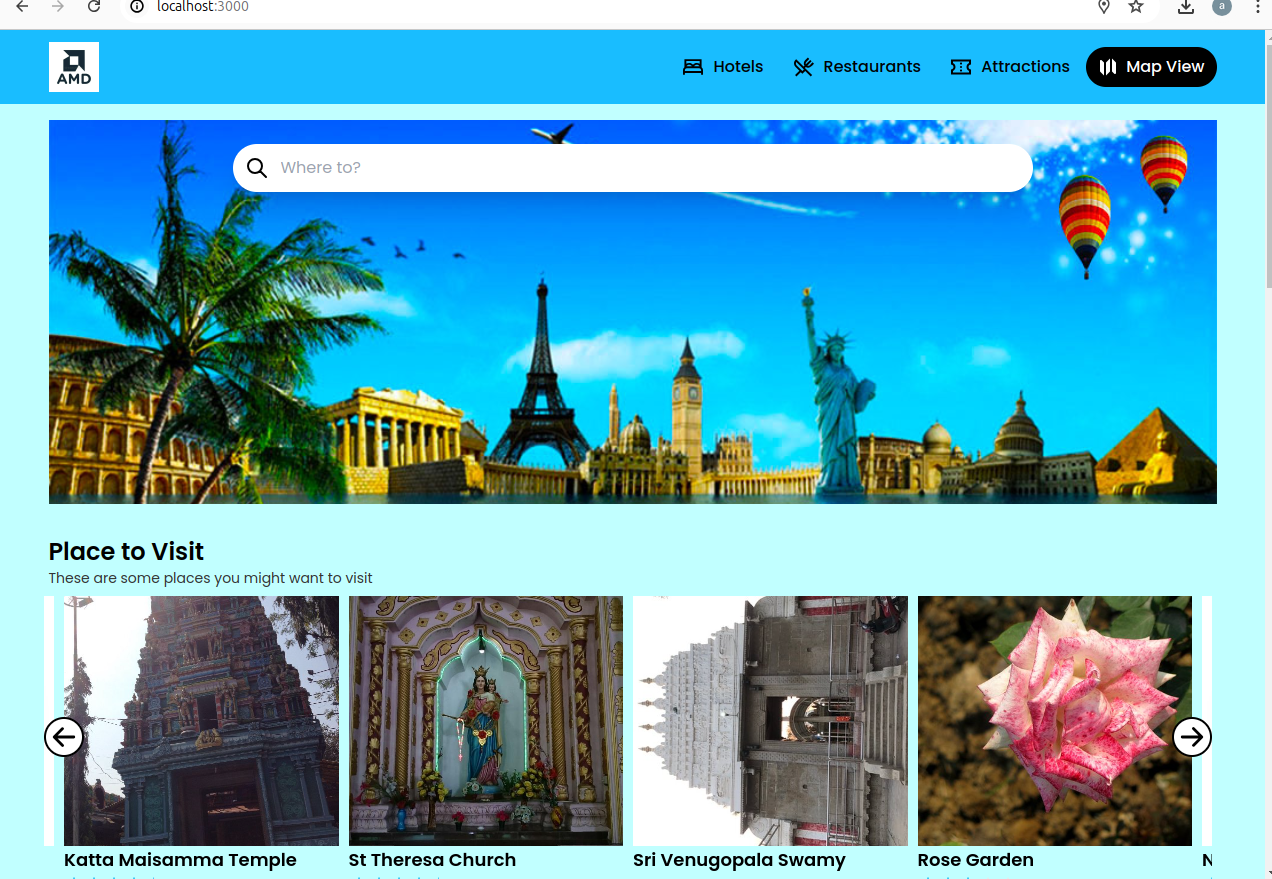 localhost:3000
a
AMD
Hotels
Restaurants
Attractions
Map View
Where to?
Place to Visit
These are some places you might want to visit
Katta Maisamma Temple
St Theresa Church
Sri Venugopala Swamy
Rose Garden